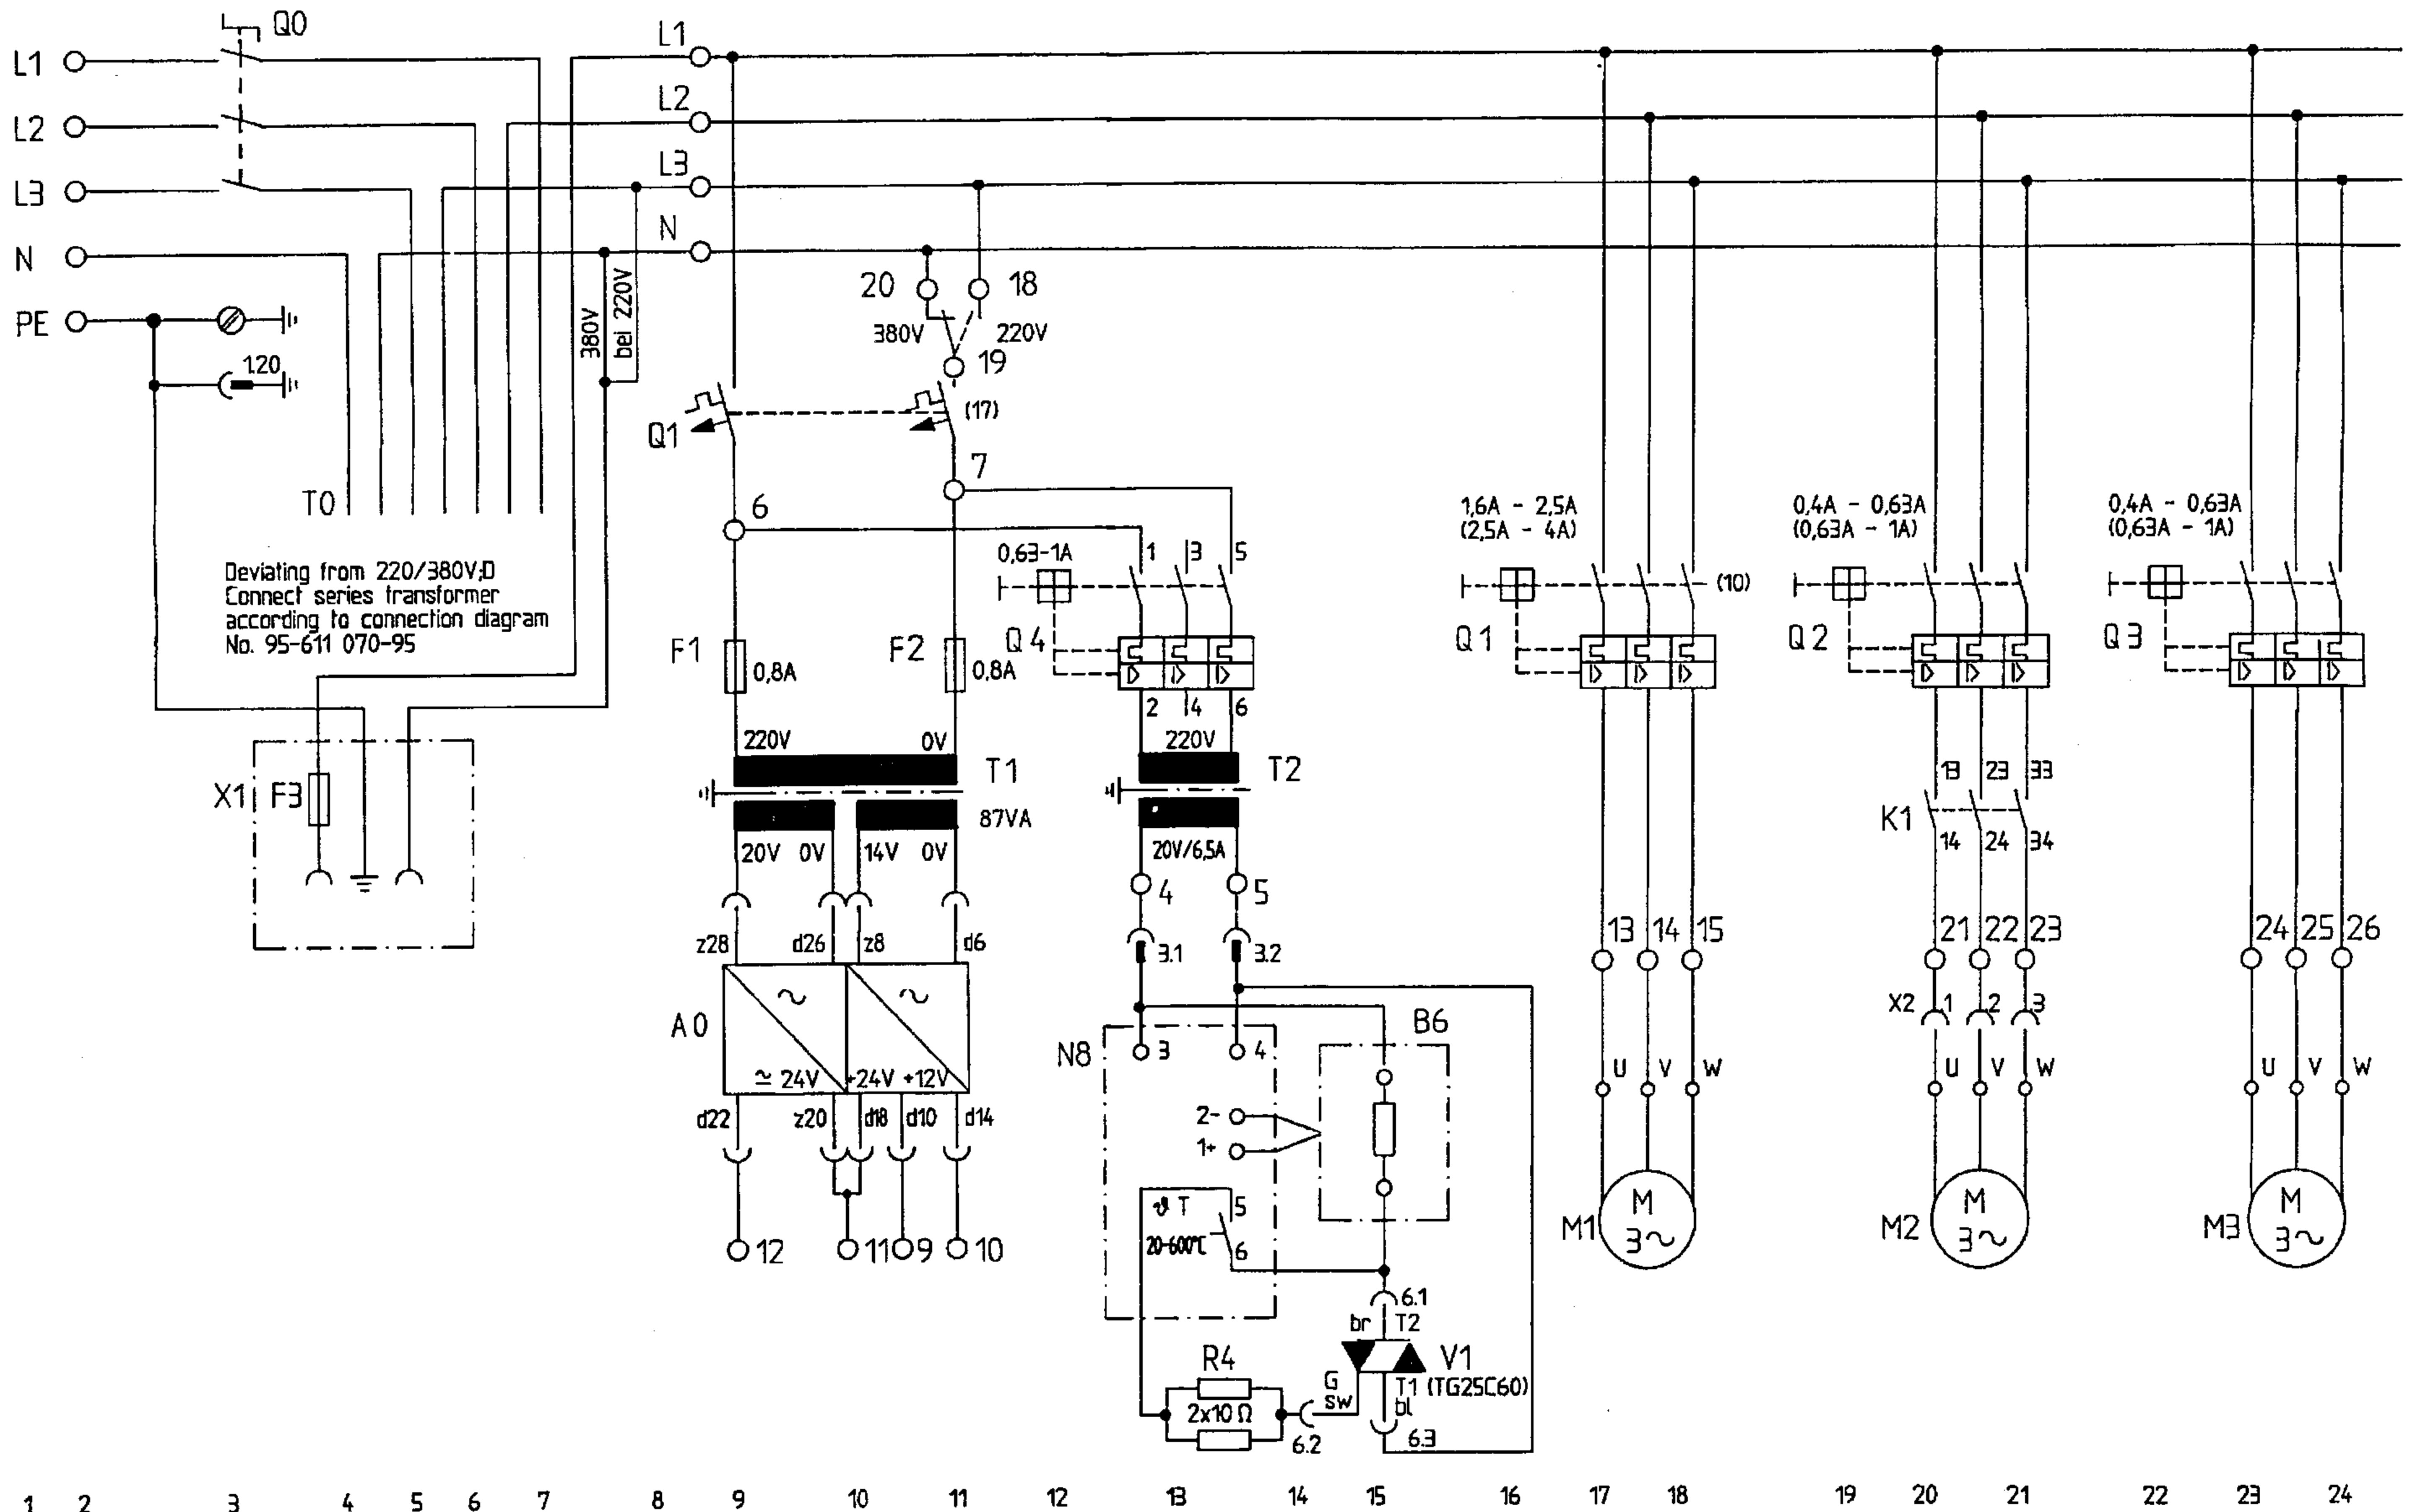 Q0
L1
L1
L2
L2
L3
L3
N
N
PE
120
380V
bei 220V
20
18
380V
220V
19
Q1
(17)
7
6
T0
Deviating from 220/380V,D
Connect series transformer
according to connection diagram
No. 95-611 070-95
1,6A - 2,5A
(2,5A - 4A)
0,4A - 0,63A
(0,63A - 1A)
0,4A - 0,63A
(0,63A - 1A)
0,63-1A
1 3 5
(10)
F1
0,8A
F2
0,8A
Q4
Q1
Q2
Q3
2 4 6
220V 0V
T1
220V
T2
X1
F3
87VA
13 23 33
K1
14 24 34
20V 0V 14V 0V
20V/6,5A
4
5
13 14 15
21 22 23
24 25 26
z28 d26 z8 d6
3.1 3.2
X2 1 2 3
A0
≃ 24V +24V +12V
N8
3
4
B6
U V W
U V W
U V W
d22 z20 d18 d10 d14
2-
1+
ϑ T
20-600°C
5
6
12 11 9 10
M1
M
3~
M2
M
3~
M3
M
3~
6.1
br T2
V1
R4
G
sw
T1 (TG25C60)
bl
2x10 Ω
6.2
6.3
1 2 3 4 5 6 7 8 9 10 11 12 13 14 15 16 17 18 19 20 21 22 23 24